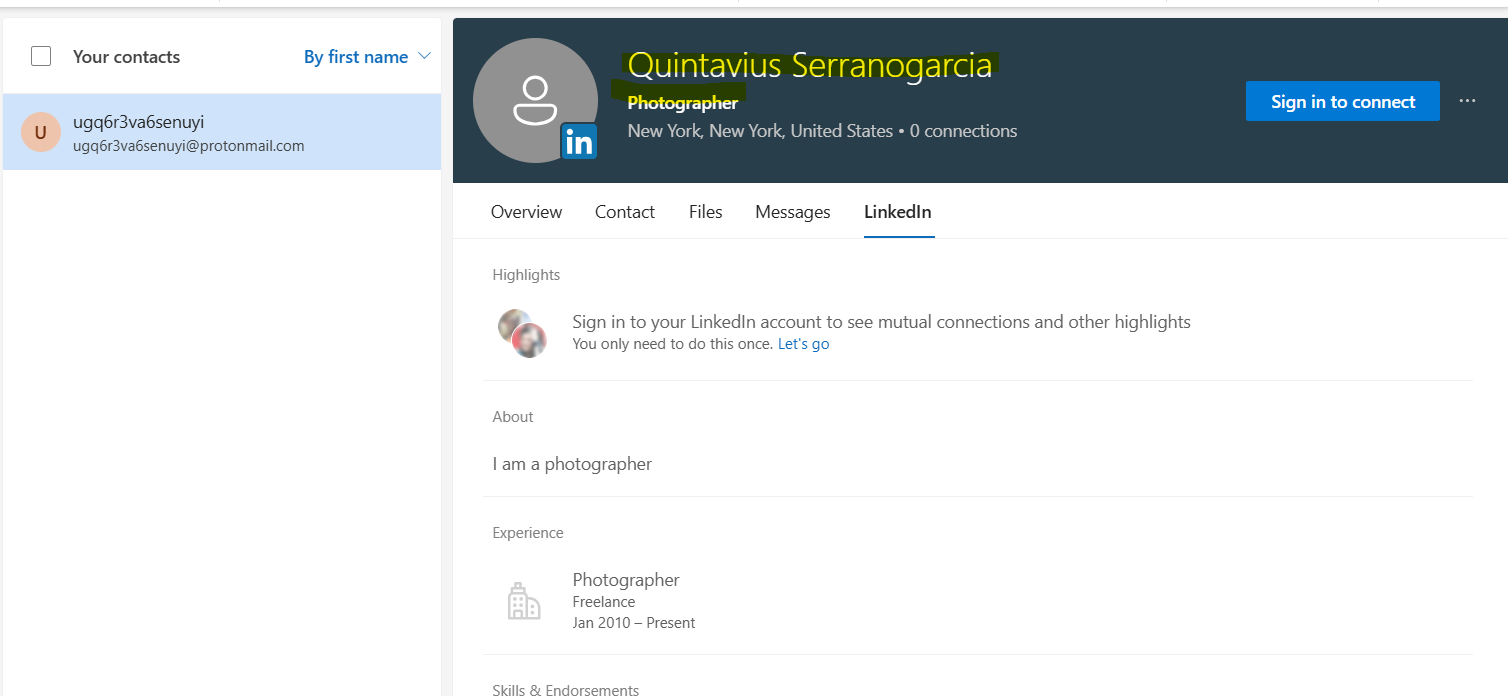 Your contacts
By first name
U
ugq6r3va6senuyi
ugq6r3va6senuyi@protonmail.com
in
Quintavius Serranogarcia
Photographer
New York, New York, United States • 0 connections
Sign in to connect
...
Overview
Contact
Files
Messages
LinkedIn
Highlights
Sign in to your LinkedIn account to see mutual connections and other highlights
You only need to do this once. Let's go
About
I am a photographer
Experience
Photographer
Freelance
Jan 2010 – Present
Skills & Endorsements